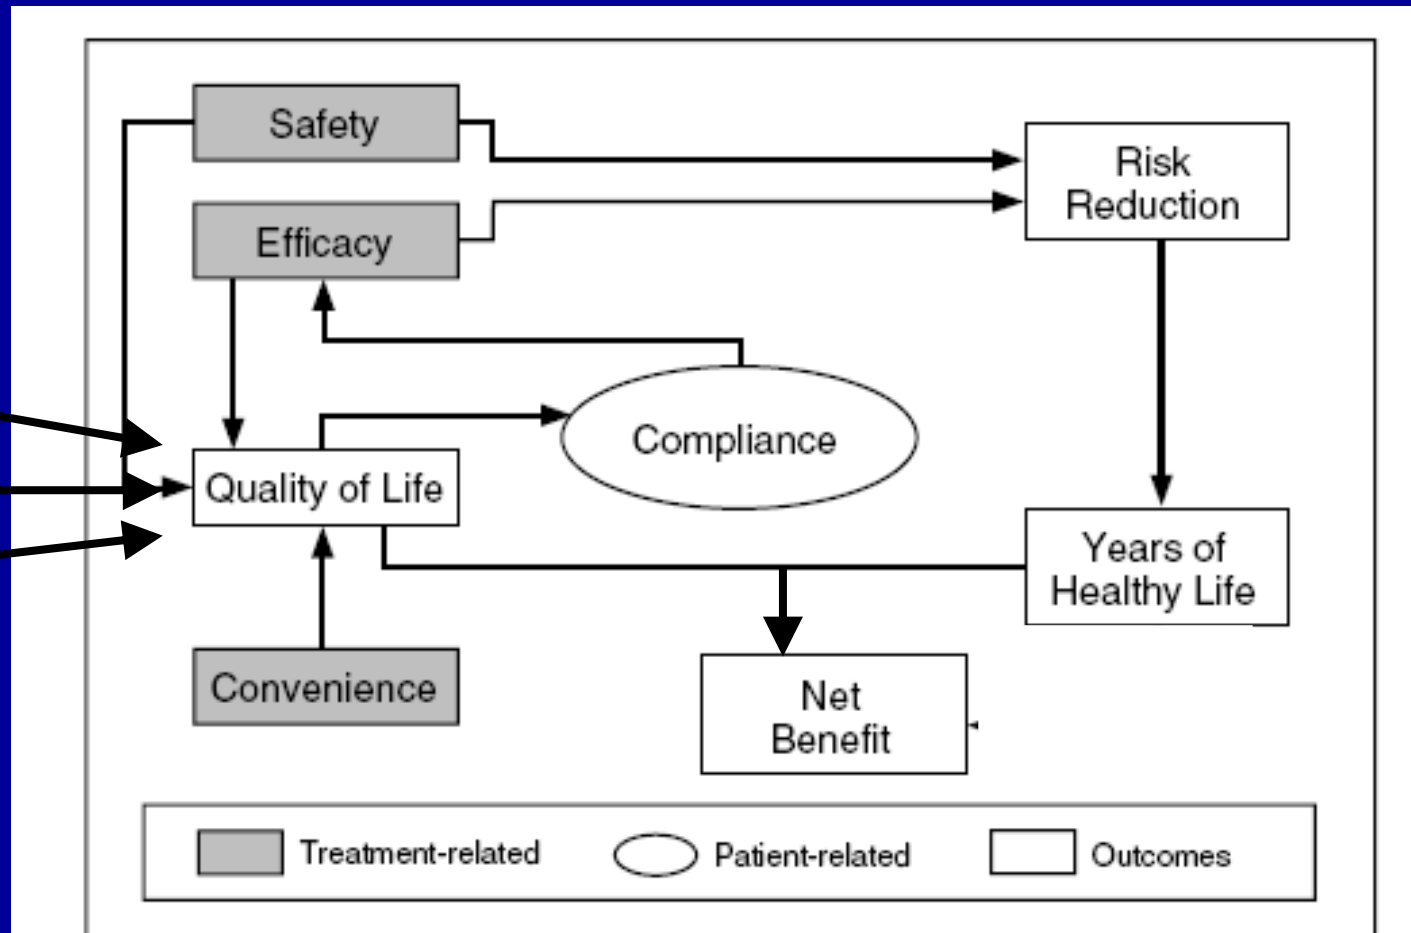 Safety
Risk
Reduction
Efficacy
Compliance
Quality of Life
Years of
Healthy Life
Convenience
Net
Benefit
Treatment-related
Patient-related
Outcomes